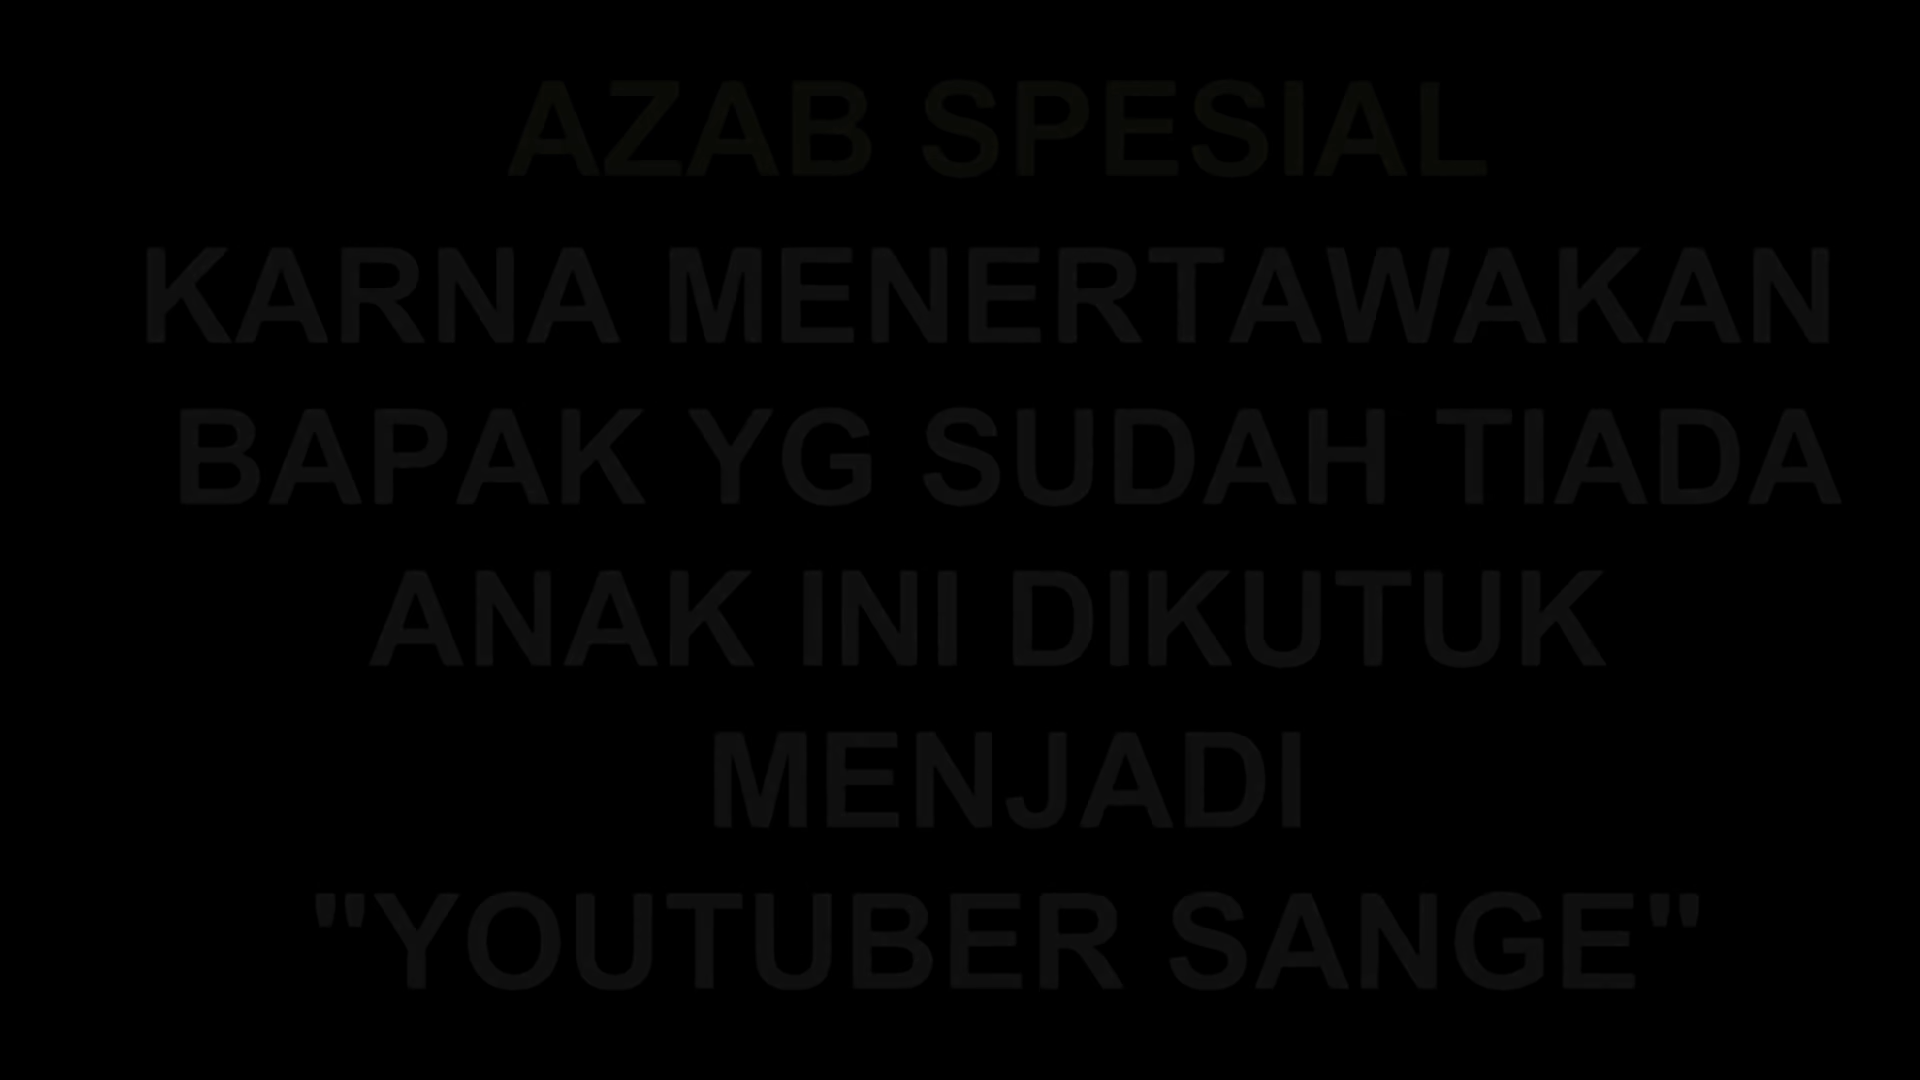 AZAB SPESIAL
KARNA MENERTAWAKAN
BAPAK YG SUDAH TIADA
ANAK INI DIKUTUK
MENJADI
"YOUTUBER SANGE"